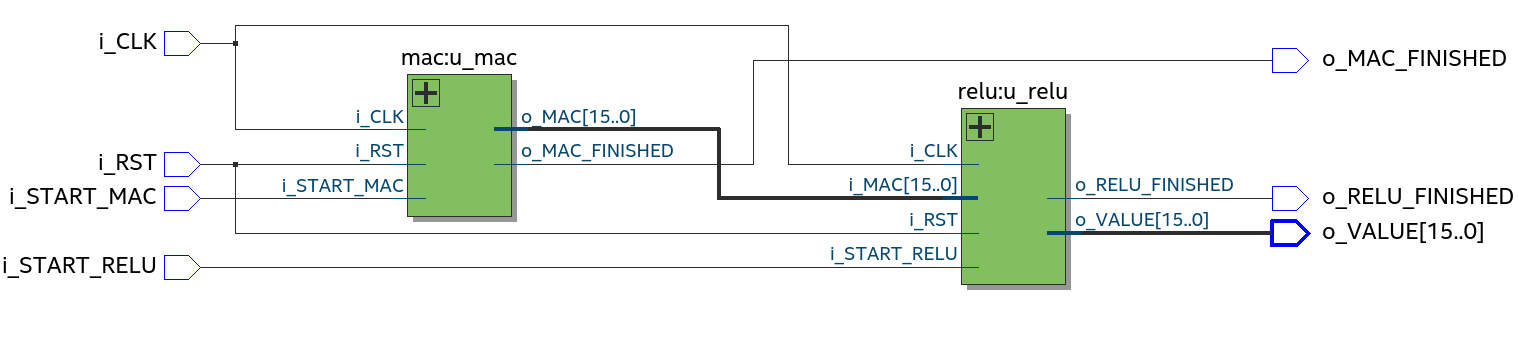 i_CLK
mac:u_mac
o_MAC_FINISHED
relu:u_relu
i_CLK
o_MAC[15..0]
i_RST
i_RST
o_MAC_FINISHED
i_CLK
i_START_MAC
i_START_MAC
i_MAC[15..0]
o_RELU_FINISHED
o_RELU_FINISHED
i_RST
o_VALUE[15..0]
o_VALUE[15..0]
i_START_RELU
i_START_RELU